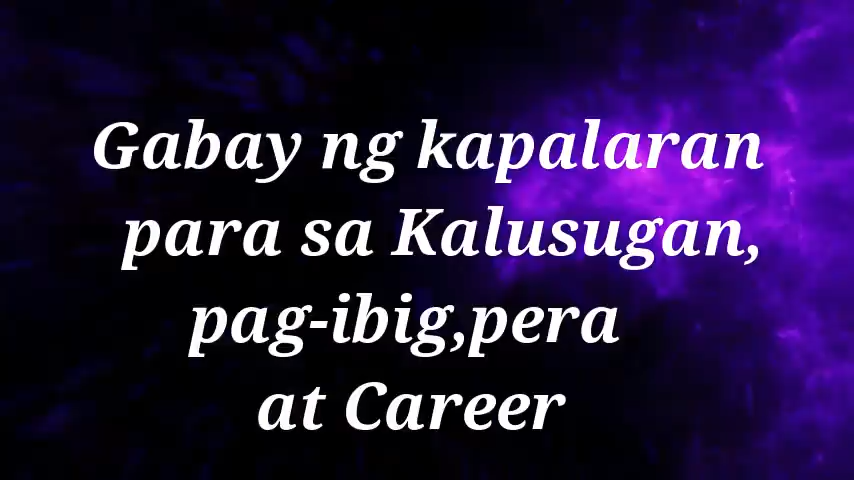 Gabay ng kapalaran
para sa Kalusugan,
pag-ibig,pera
at Career